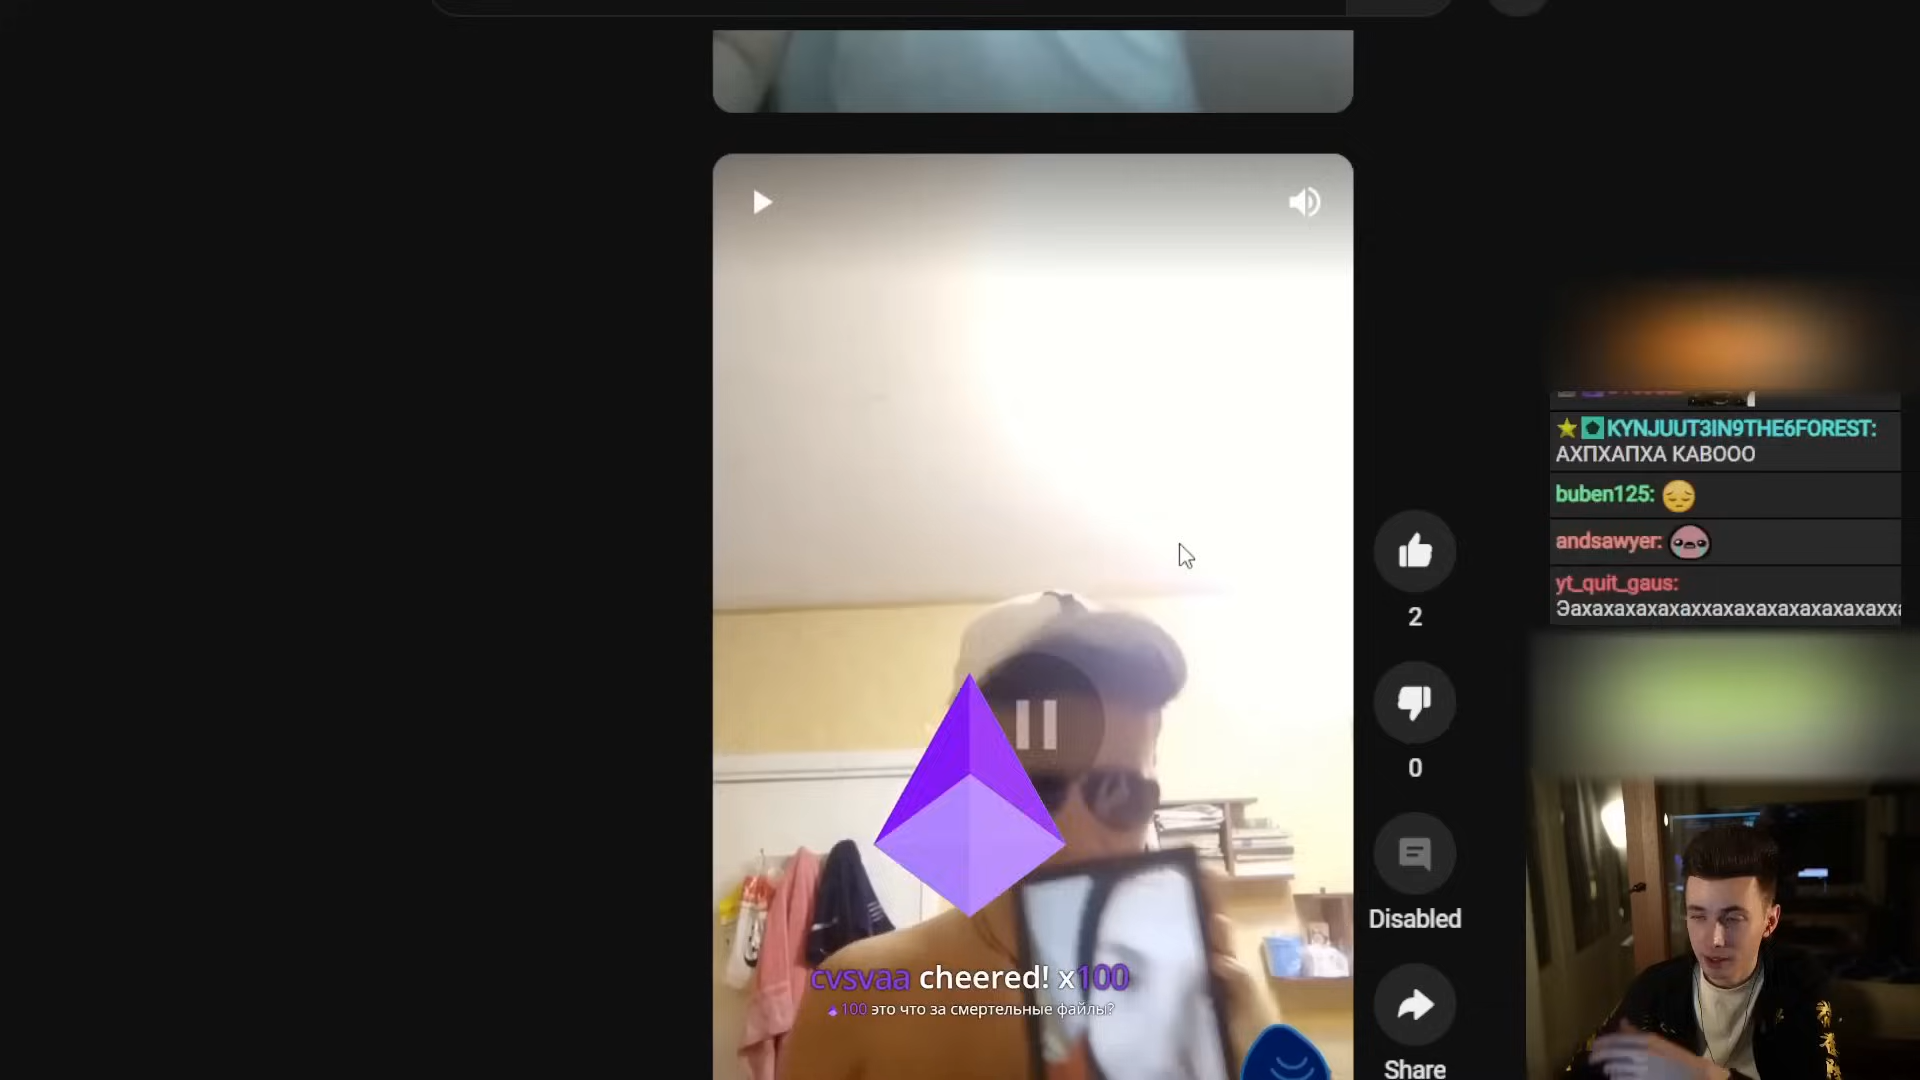 KYNJUUT3IN9THE6FOREST:
АХПХАПХА КАВООО
buben125:
andsawyer:
yt_quit_gaus:
Эахахахахахаххахахахахахахахахха
2
0
Disabled
Share
cvsvaa cheered! x100
100 это что за смертельные файлы?